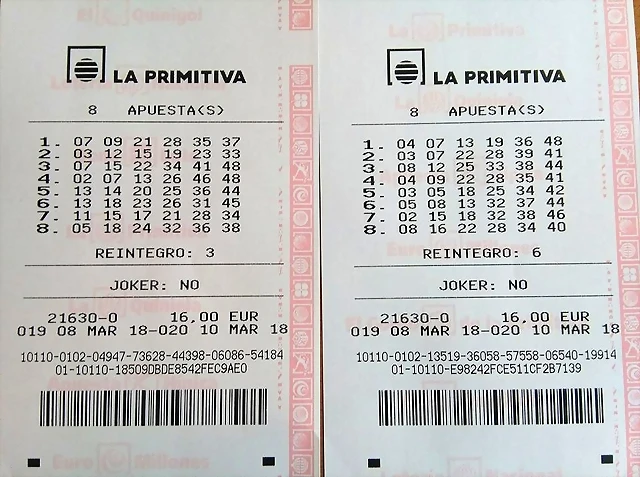 LA PRIMITIVA
8 APUESTA(S)
1. 07 09 21 28 35 37
2. 03 12 15 19 23 33
3. 07 15 22 34 41 48
4. 02 07 13 26 46 48
5. 13 14 20 25 36 44
6. 13 18 23 26 31 45
7. 11 15 17 21 28 34
8. 05 18 24 32 36 38
REINTEGRO: 3
JOKER: NO
21630-0 16,00 EUR
019 08 MAR 18-020 10 MAR 18
10110-0102-04947-73628-44398-06086-54184
01-10110-18509DBDE8542FEC9AE0
LA PRIMITIVA
8 APUESTA(S)
1. 04 07 13 19 36 48
2. 03 07 22 28 39 41
3. 08 12 25 33 38 44
4. 04 09 22 28 35 41
5. 03 05 18 25 34 42
6. 05 08 13 32 37 44
7. 02 15 18 32 38 46
8. 08 16 22 28 34 40
REINTEGRO: 6
JOKER: NO
21630-0 16,00 EUR
019 08 MAR 18-020 10 MAR 18
10110-0102-13519-36058-57558-06540-19914
01-10110-E98242FCE511CF2B7139